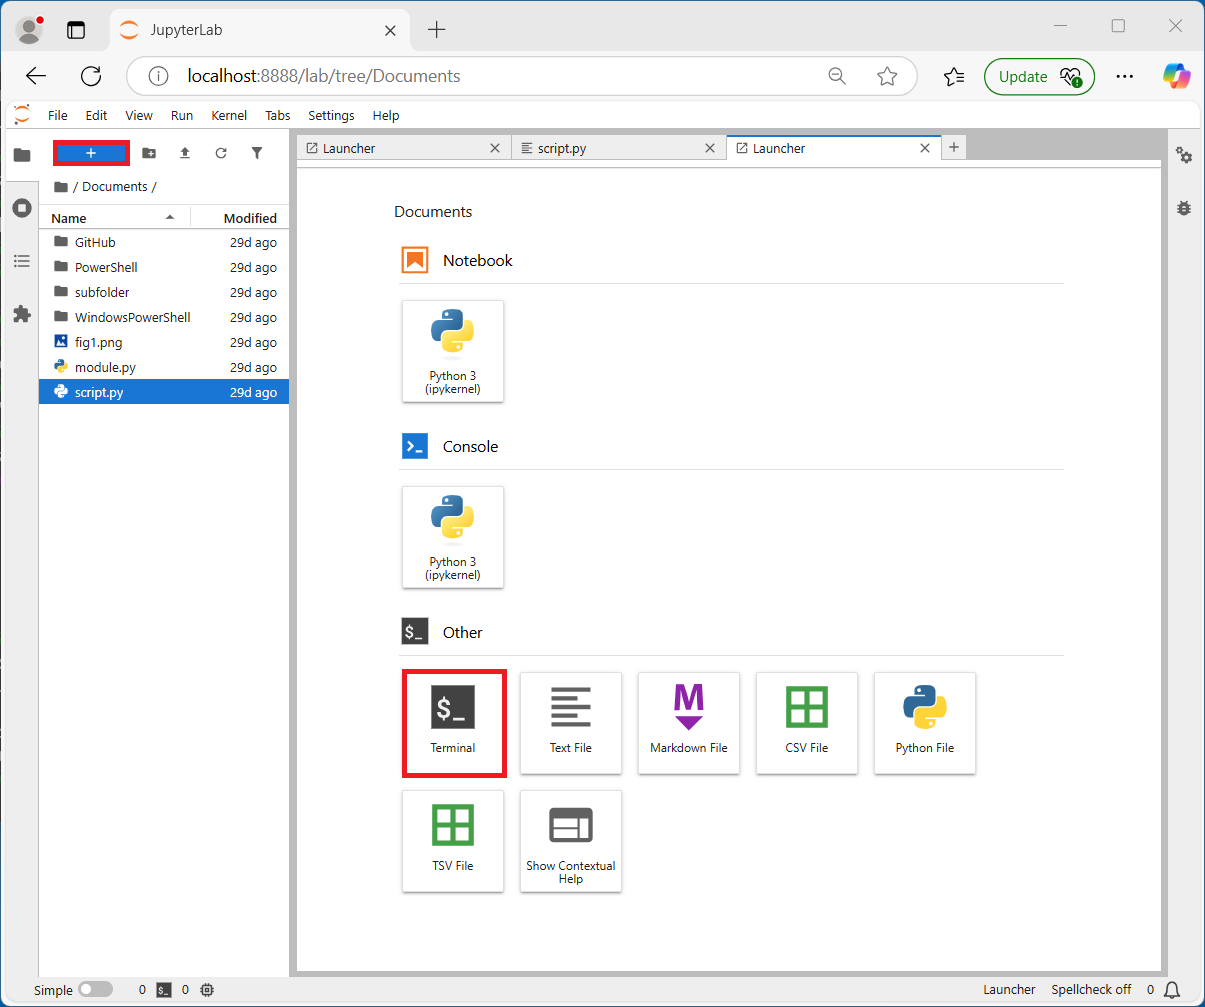 JupyterLab
localhost:8888/lab/tree/Documents
Update
File Edit View Run Kernel Tabs Settings Help
+
/ Documents /
Name Modified
GitHub 29d ago
PowerShell 29d ago
subfolder 29d ago
WindowsPowerShell 29d ago
fig1.png 29d ago
module.py 29d ago
script.py 29d ago
Launcher script.py Launcher
Documents
Notebook
Python 3
(ipykernel)
Console
Python 3
(ipykernel)
$_ Other
$_
Terminal Text File Markdown File CSV File Python File
TSV File Show Contextual
Help
Simple 0 $_ 0 Launcher Spellcheck off 0